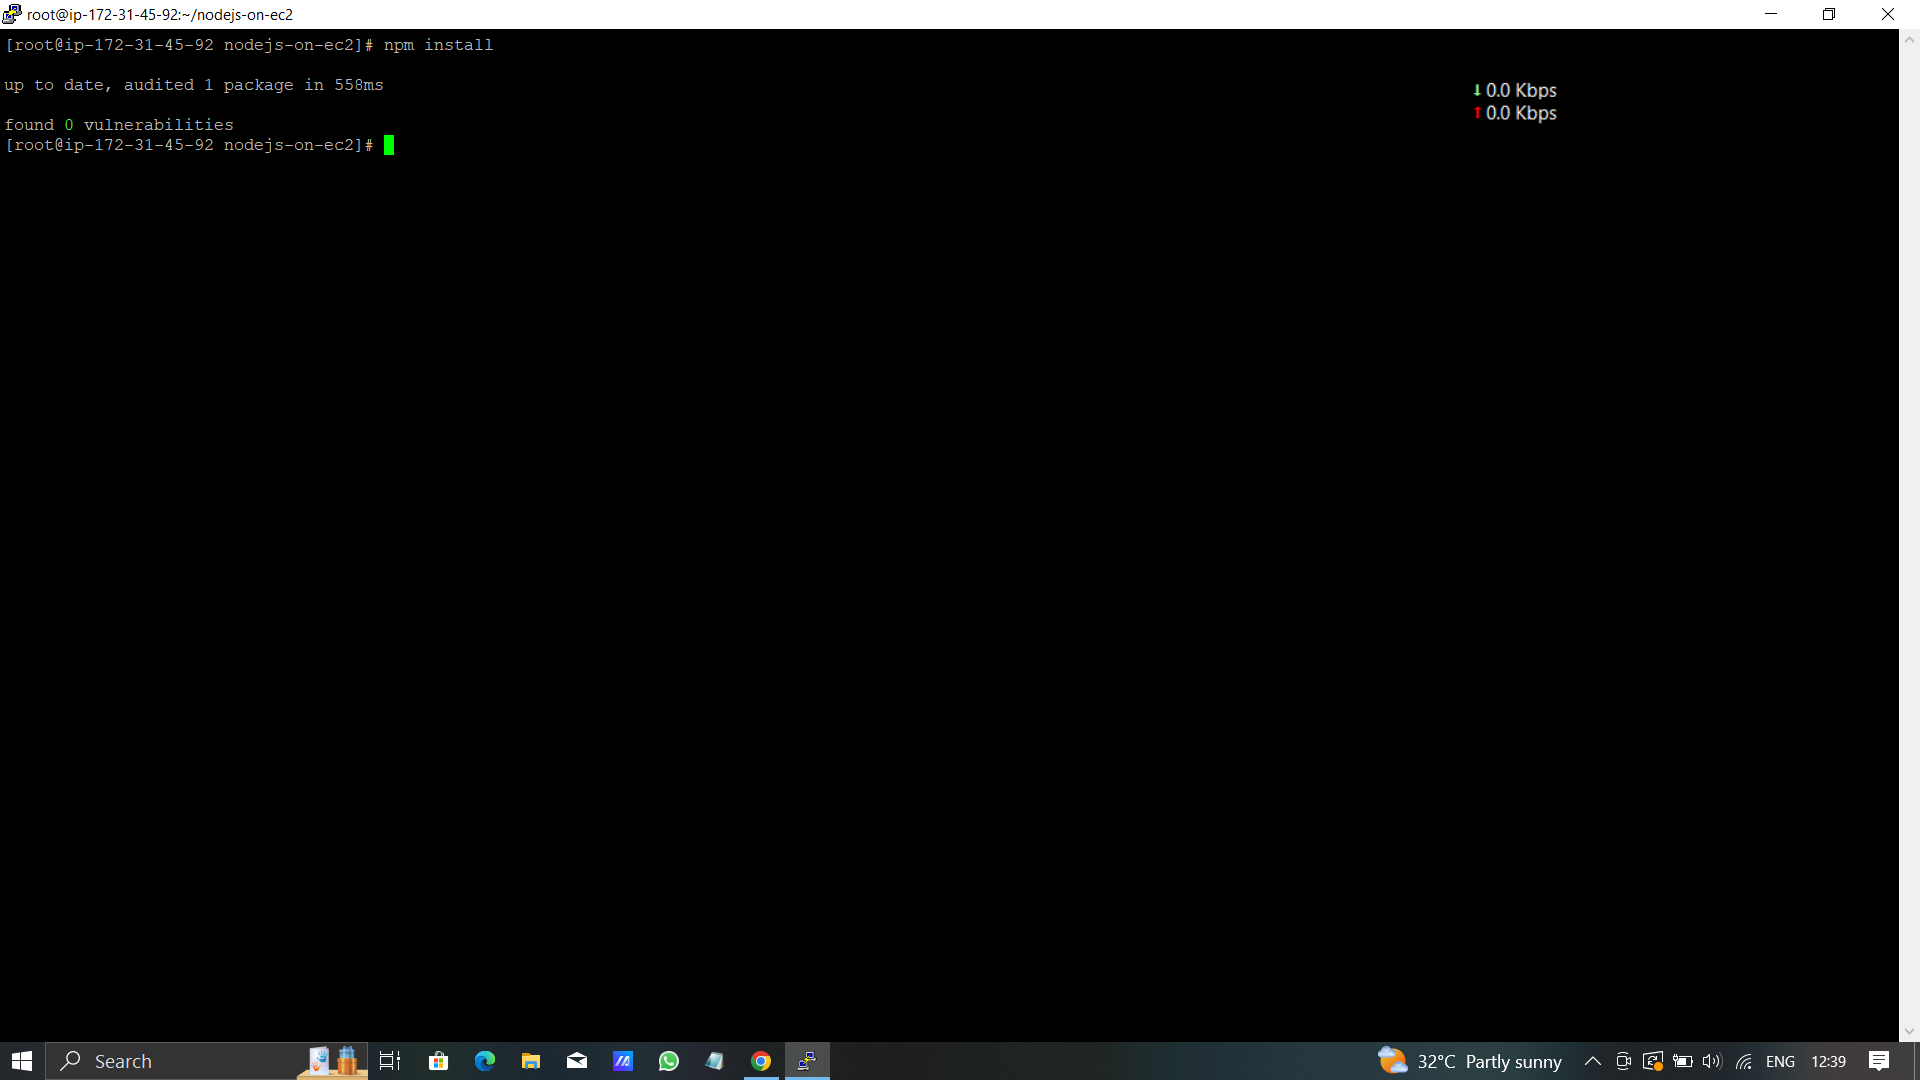 root@ip-172-31-45-92:~/nodejs-on-ec2
[root@ip-172-31-45-92 nodejs-on-ec2]# npm install
up to date, audited 1 package in 558ms
found 0 vulnerabilities
[root@ip-172-31-45-92 nodejs-on-ec2]#
↓ 0.0 Kbps
↑ 0.0 Kbps
Search
32°C Partly sunny
ENG
12:39